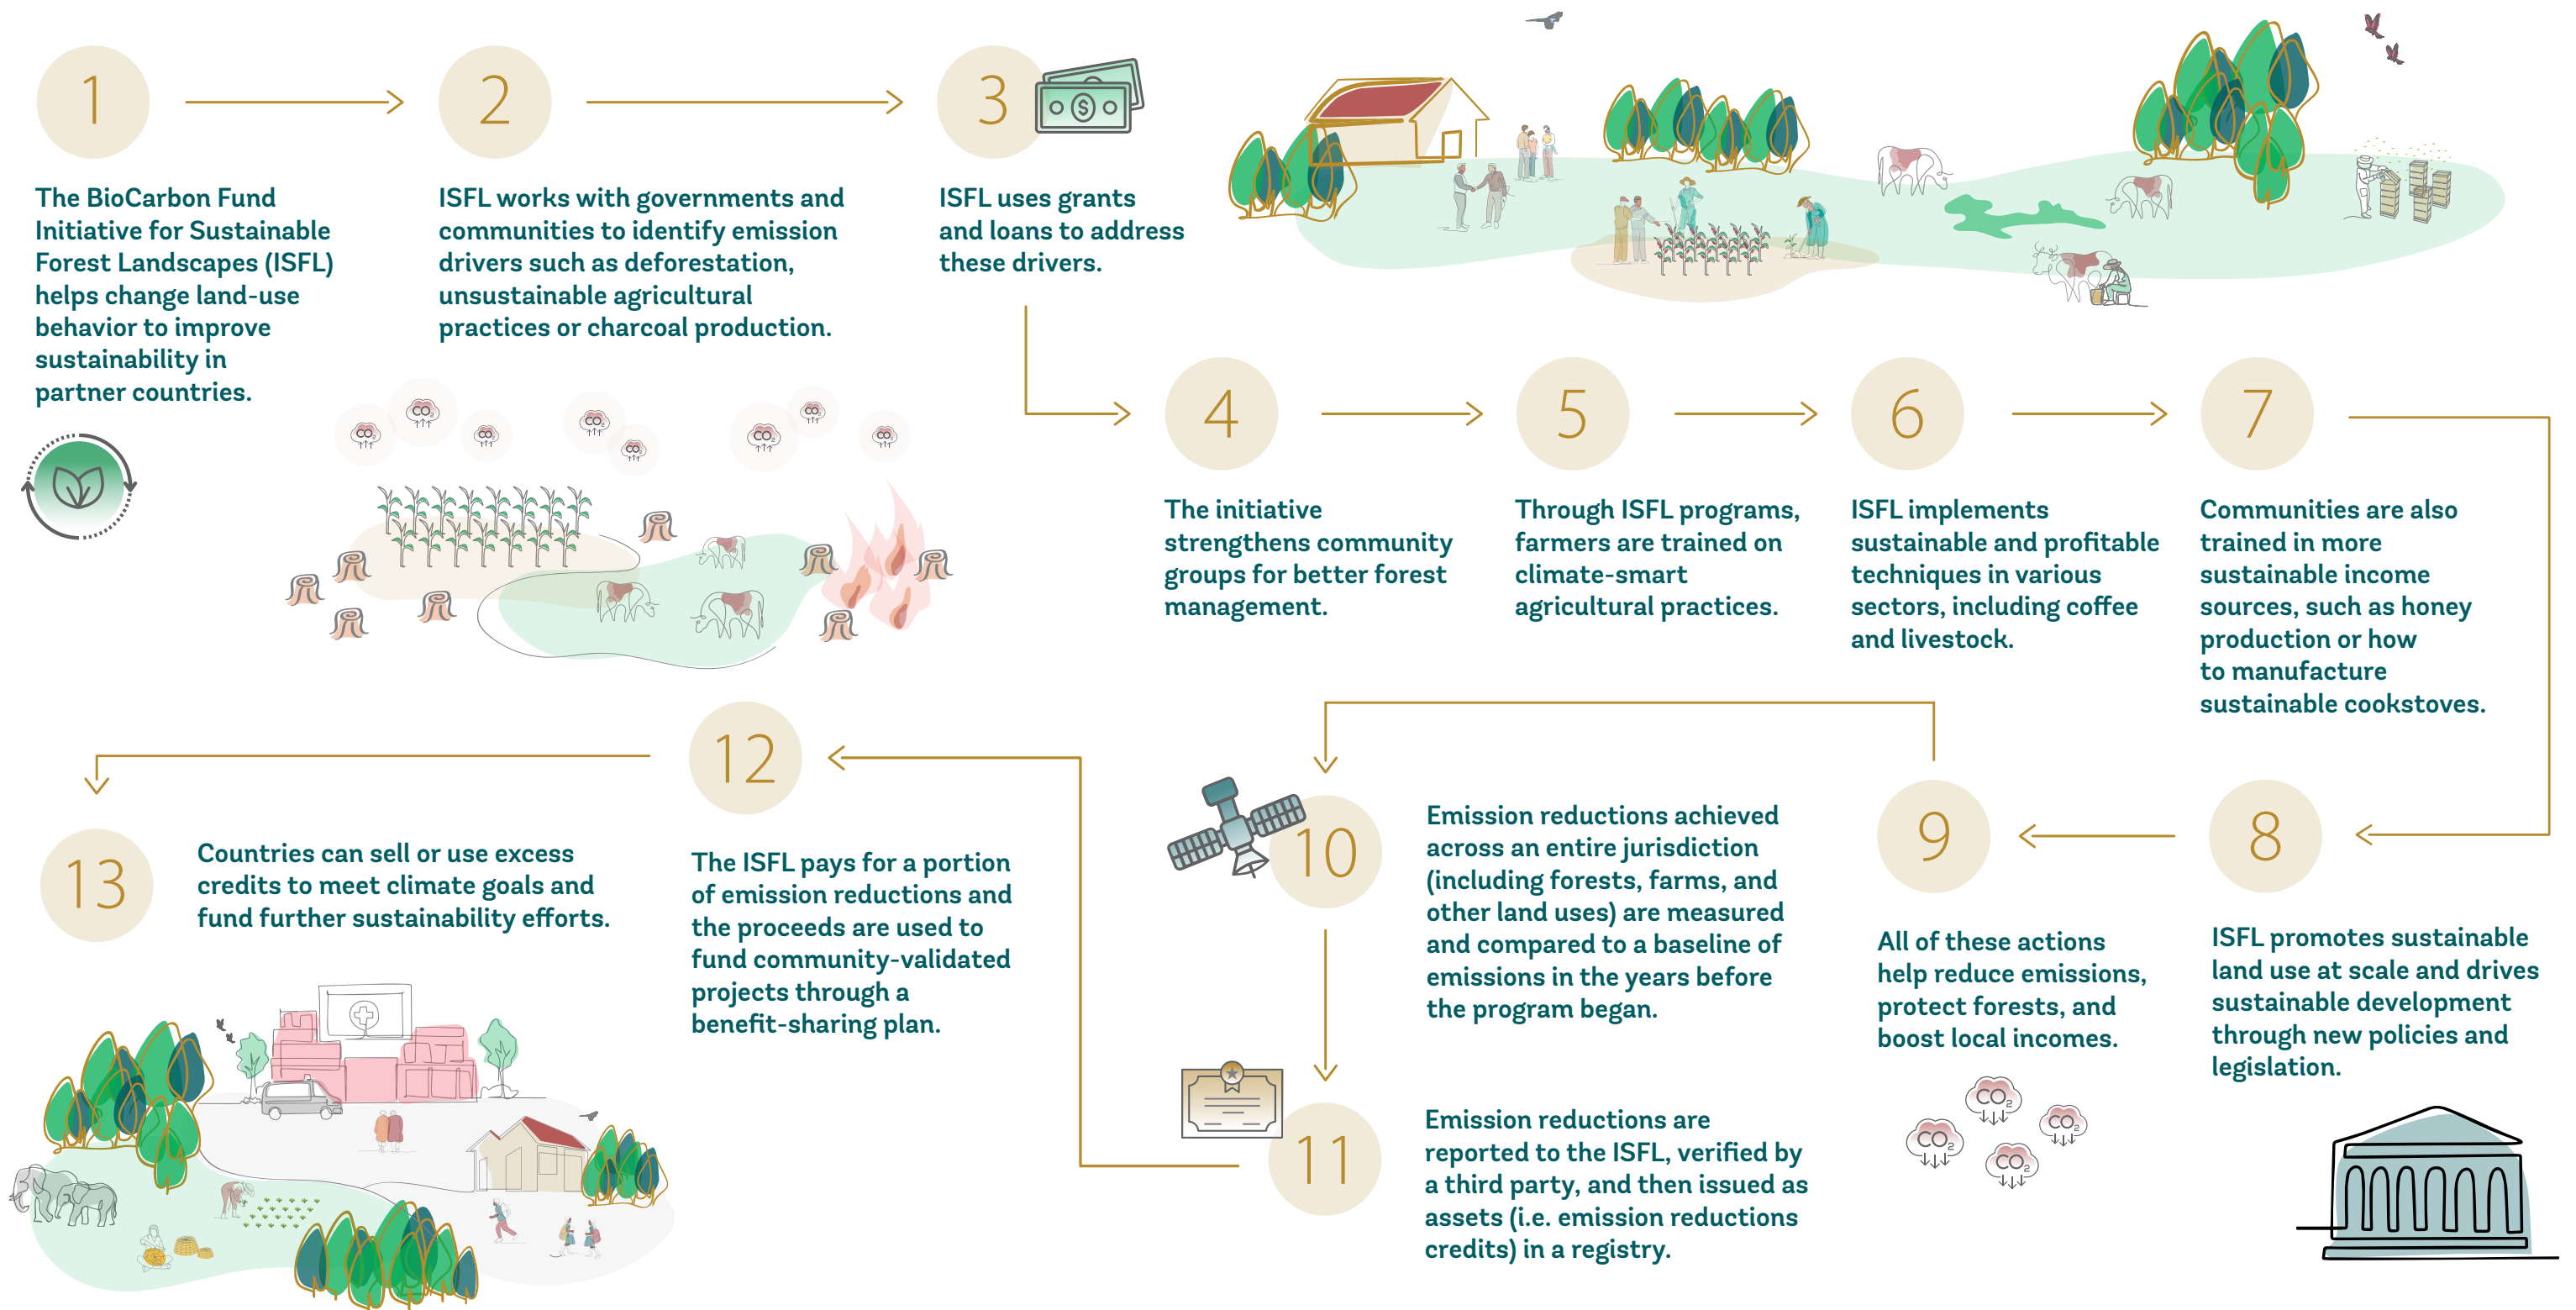 1
The BioCarbon Fund
Initiative for Sustainable
Forest Landscapes (ISFL)
helps change land-use
behavior to improve
sustainability in
partner countries.
2
ISFL works with governments and
communities to identify emission
drivers such as deforestation,
unsustainable agricultural
practices or charcoal production.
3
ISFL uses grants
and loans to address
these drivers.
CO2
CO2
CO2
CO2
CO2
CO2
CO2
CO2
4
The initiative
strengthens community
groups for better forest
management.
5
Through ISFL programs,
farmers are trained on
climate-smart
agricultural practices.
6
ISFL implements
sustainable and profitable
techniques in various
sectors, including coffee
and livestock.
7
Communities are also
trained in more
sustainable income
sources, such as honey
production or how
to manufacture
sustainable cookstoves.
8
ISFL promotes sustainable
land use at scale and drives
sustainable development
through new policies and
legislation.
9
All of these actions
help reduce emissions,
protect forests, and
boost local incomes.
CO2
CO2
CO2
CO2
10
Emission reductions achieved
across an entire jurisdiction
(including forests, farms, and
other land uses) are measured
and compared to a baseline of
emissions in the years before
the program began.
11
Emission reductions are
reported to the ISFL, verified by
a third party, and then issued as
assets (i.e. emission reductions
credits) in a registry.
12
The ISFL pays for a portion
of emission reductions and
the proceeds are used to
fund community-validated
projects through a
benefit-sharing plan.
13
Countries can sell or use excess
credits to meet climate goals and
fund further sustainability efforts.